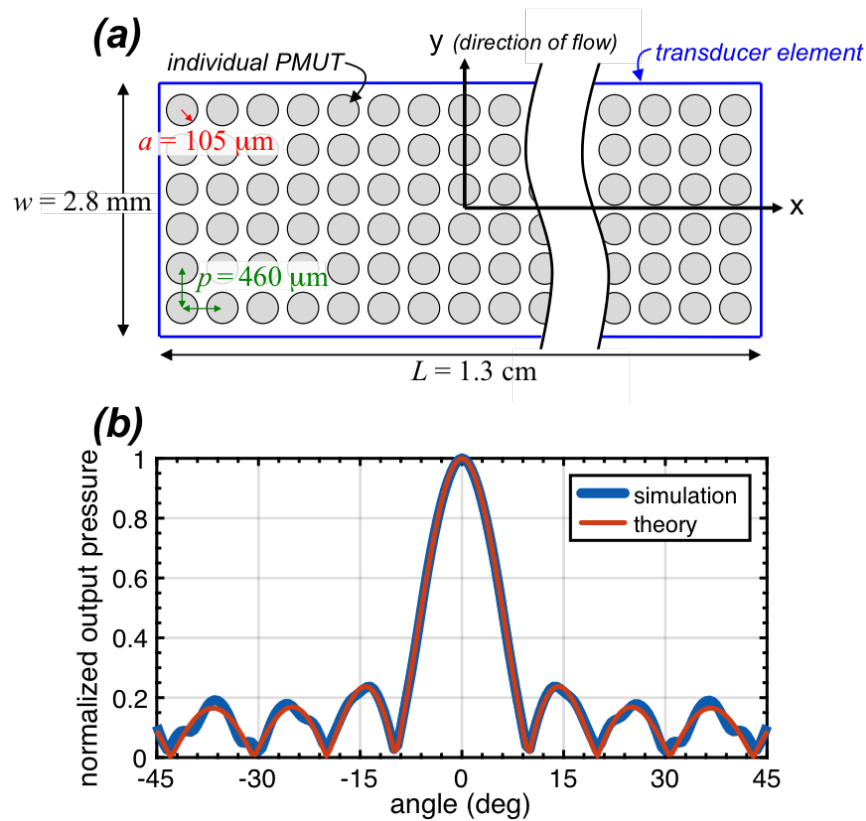 (a)
y (direction of flow)
individual PMUT
transducer element
a = 105 µm
w = 2.8 mm
x
p = 460 µm
L = 1.3 cm
(b)
normalized output pressure
1
0.8
0.6
0.4
0.2
0
simulation
theory
-45 -30 -15 0 15 30 45
angle (deg)